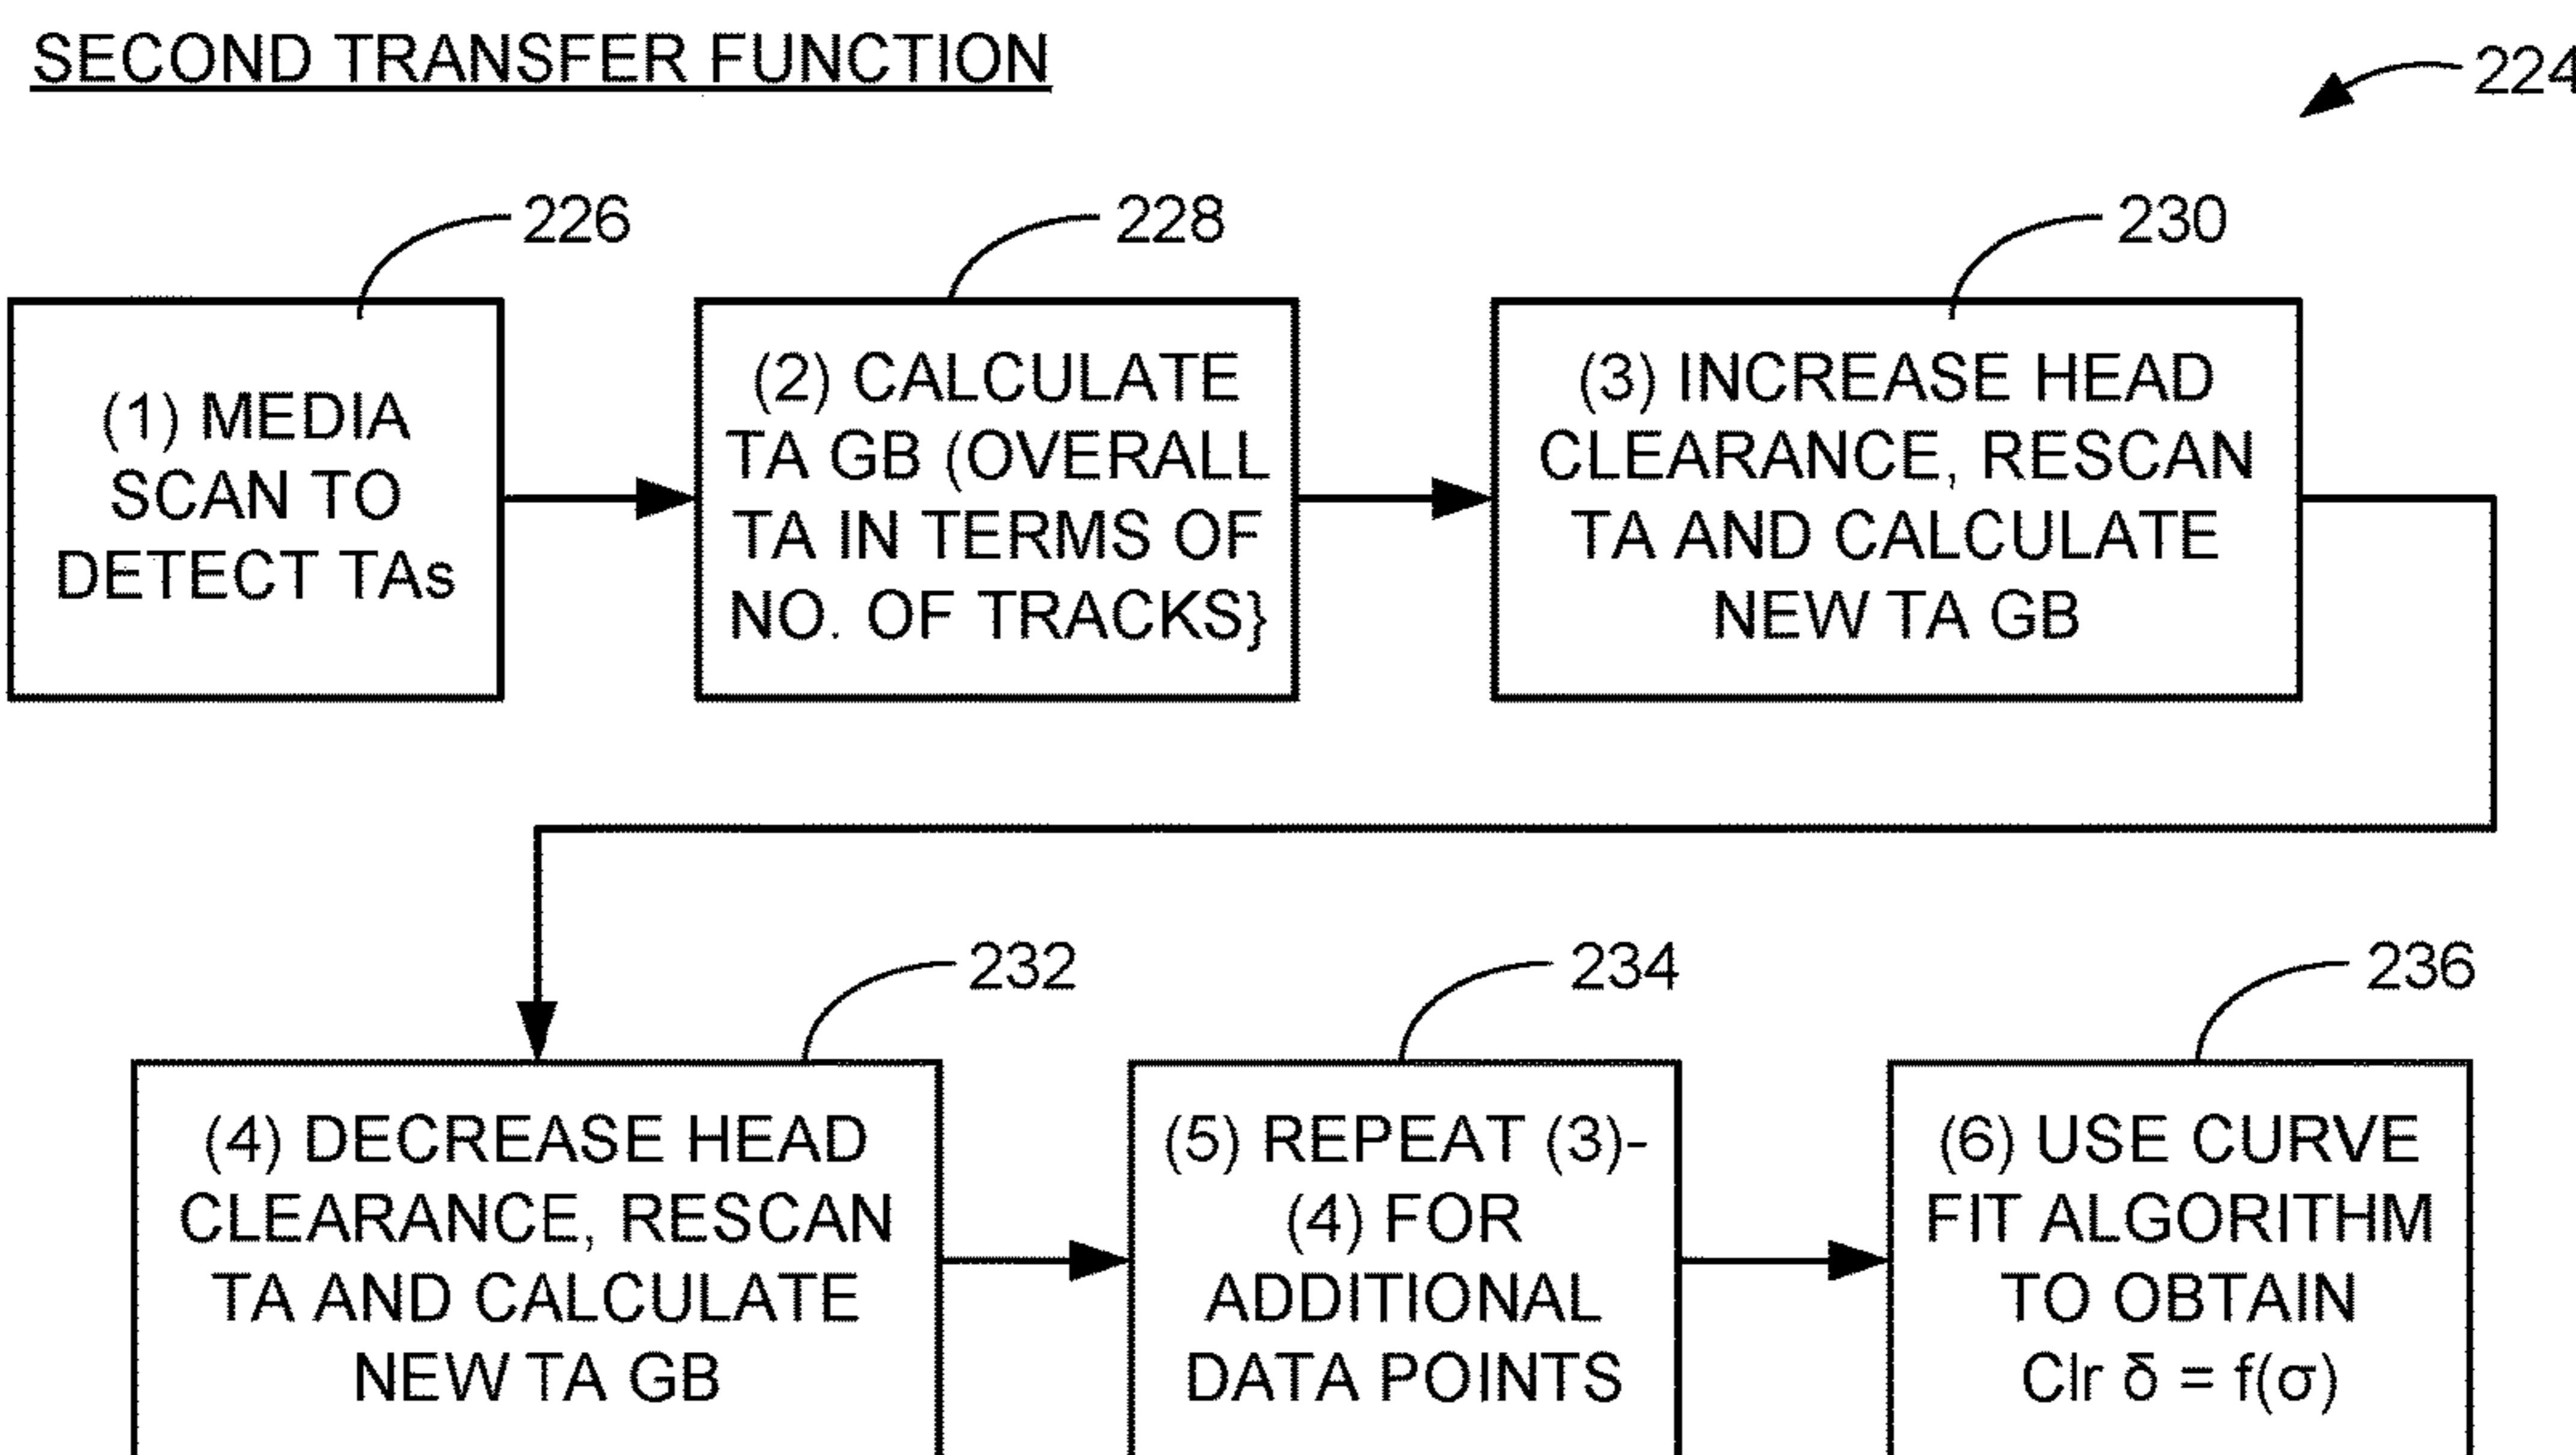 SECOND TRANSFER FUNCTION
224
226
228
230
(1) MEDIA
SCAN TO
DETECT TAs
(2) CALCULATE
TA GB (OVERALL
TA IN TERMS OF
NO. OF TRACKS}
(3) INCREASE HEAD
CLEARANCE, RESCAN
TA AND CALCULATE
NEW TA GB
232
234
236
(4) DECREASE HEAD
CLEARANCE, RESCAN
TA AND CALCULATE
NEW TA GB
(5) REPEAT (3)-
(4) FOR
ADDITIONAL
DATA POINTS
(6) USE CURVE
FIT ALGORITHM
TO OBTAIN
Clr δ = f(σ)